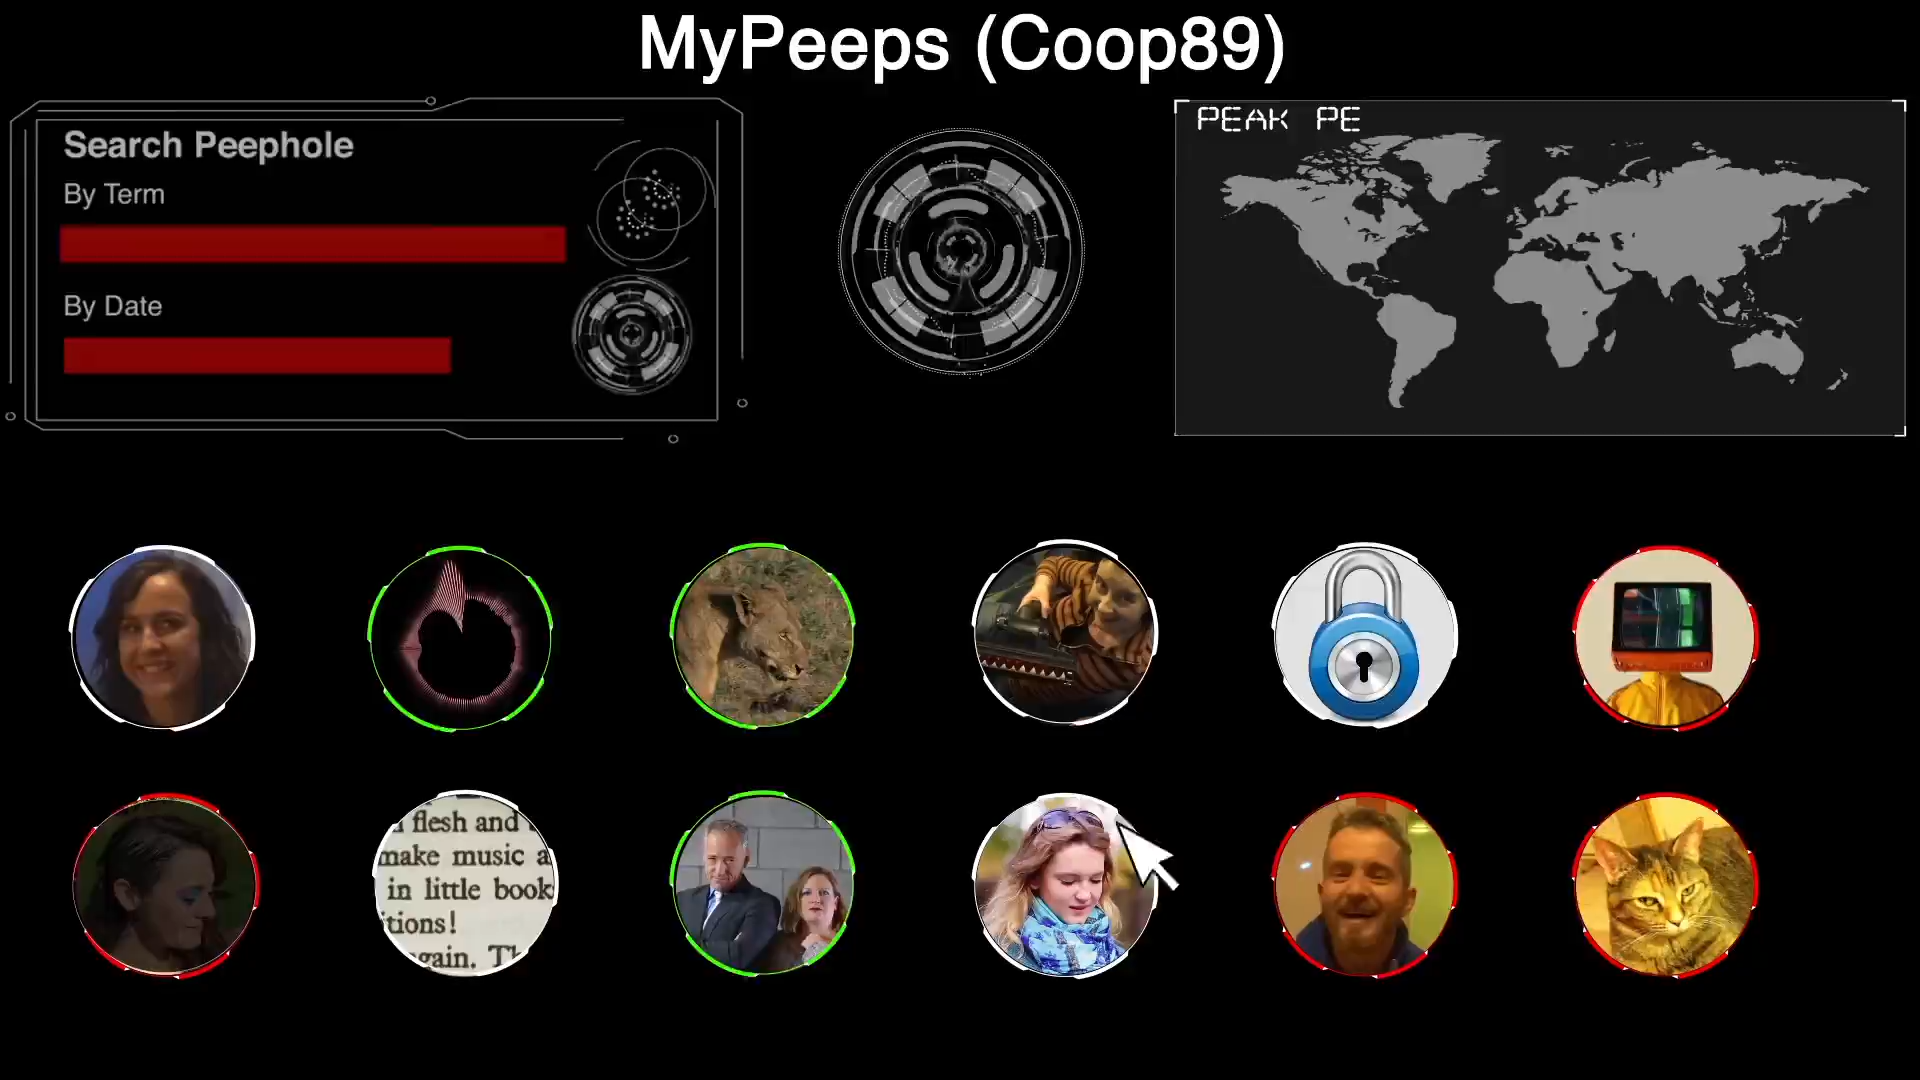 MyPeeps (Coop89)
Search Peephole
By Term
By Date
PEAK PE
flesh and
make music a
in little book
tions!
gain. Th